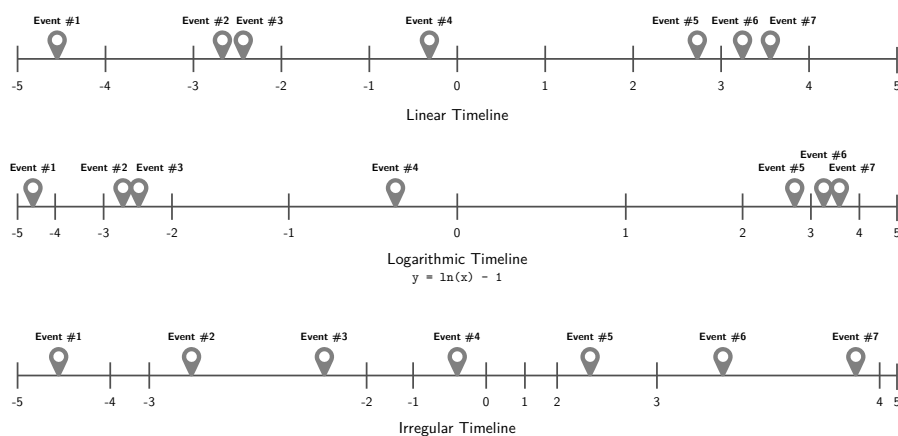 Event #1 Event #2 Event #3 Event #4 Event #5 Event #6 Event #7
-5 -4 -3 -2 -1 0 1 2 3 4 5
Linear Timeline
Event #6
Event #1 Event #2 Event #3 Event #4 Event #5 Event #7
-5 -4 -3 -2 -1 0 1 2 3 4 5
Logarithmic Timeline
y = ln(x) - 1
Event #1 Event #2 Event #3 Event #4 Event #5 Event #6 Event #7
-5 -4 -3 -2 -1 0 1 2 3 4 5
Irregular Timeline